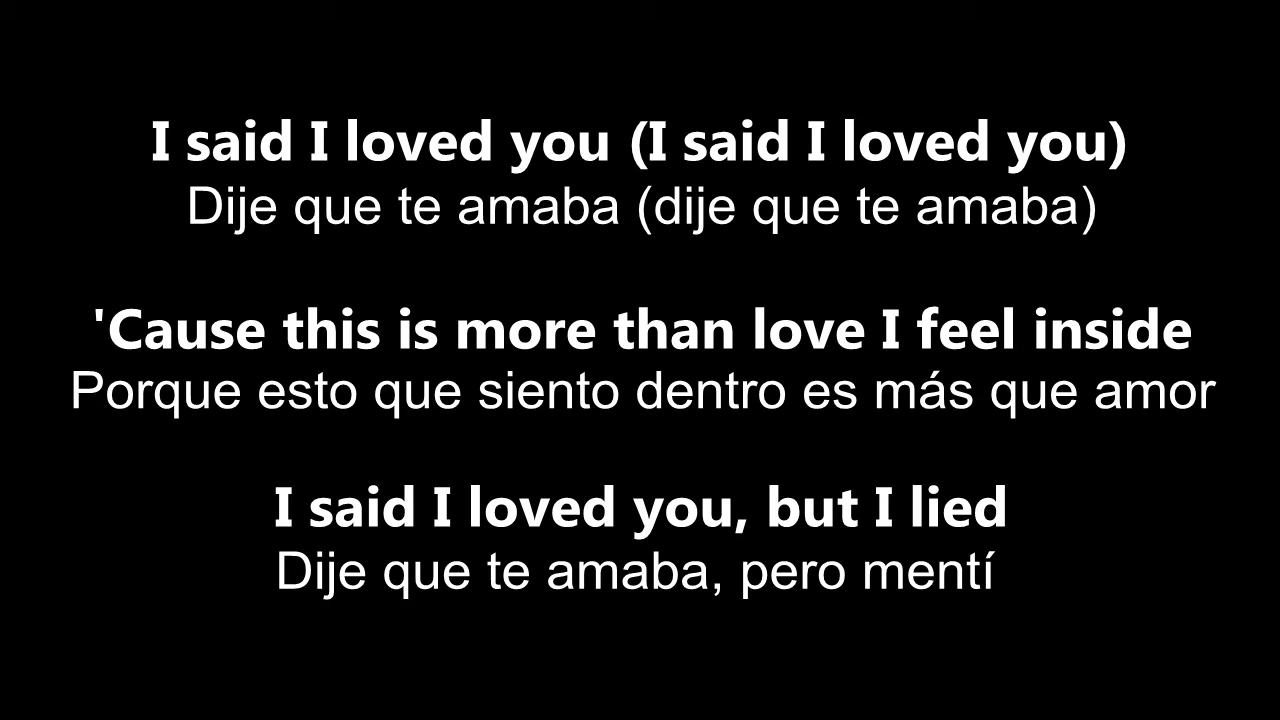 I said I loved you (I said I loved you)
Dije que te amaba (dije que te amaba)
'Cause this is more than love I feel inside
Porque esto que siento dentro es más que amor
I said I loved you, but I lied
Dije que te amaba, pero mentí